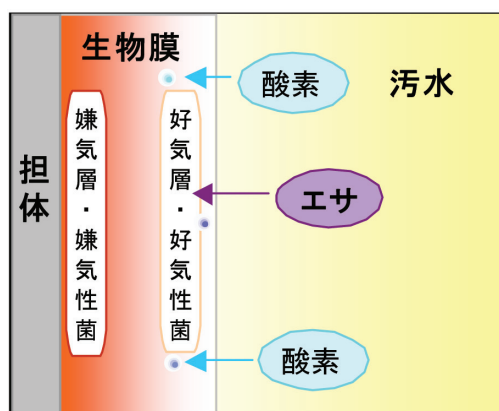 生物膜
酸素
汚水
担体
嫌気層・嫌気性菌
好気層・好気性菌
エサ
酸素